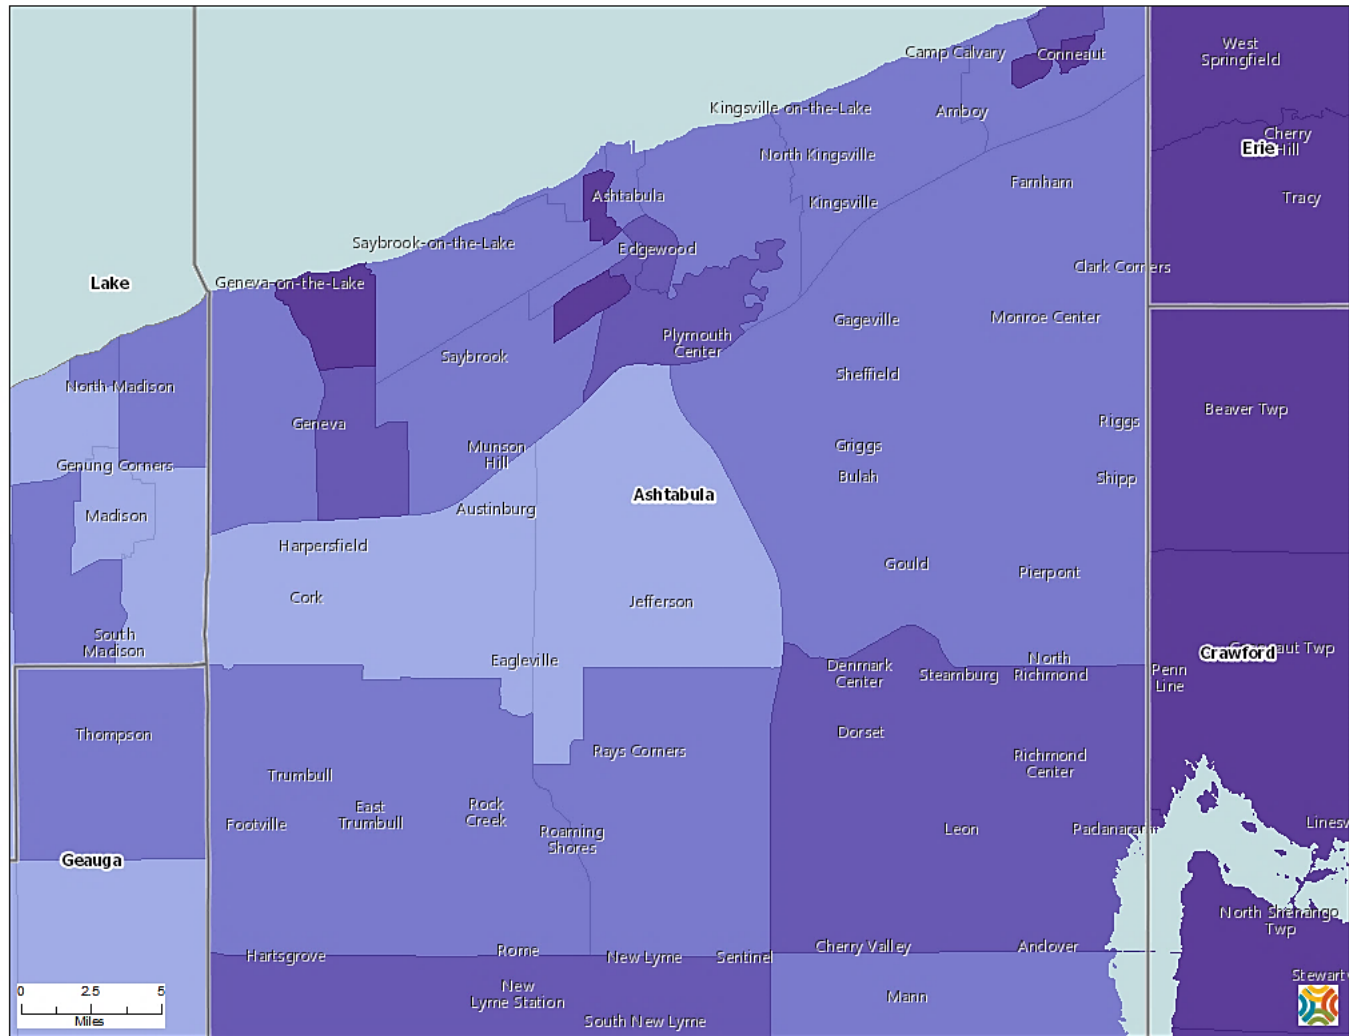 West
Springfield
Camp Calvary
Conneaut
Kingsville on-the-Lake
Amboy
Cherry
Hill
Erie
North Kingsville
Farnham
Ashtabula
Tracy
Kingsville
Saybrook-on-the-Lake
Edgewood
Clark Corners
Lake
Geneva-on-the-Lake
Gageville
Monroe Center
Plymouth
Center
Saybrook
Sheffield
North Madison
Beaver Twp
Geneva
Riggs
Munson
Hill
Griggs
Genung Corners
Bulah
Shipp
Ashtabula
Madison
Austinburg
Harpersfield
Gould
Pierpont
Cork
Jefferson
South
Madison
Eagleville
North
Richmond
Crawford
Denmark
Center
Steamburg
Penn
Line
Thompson
Dorset
Rays Corners
Richmond
Center
Trumbull
East
Trumbull
Rock
Creek
Footville
Roaming
Shores
Leon
Padanaram
Linesv
Geauga
North Shenango
Twp
Hartsgrove
Rome
New Lyme
Sentinel
Cherry Valley
Andover
Stewartv
0 2.5 5
Miles
New
Lyme Station
Mann
South New Lyme